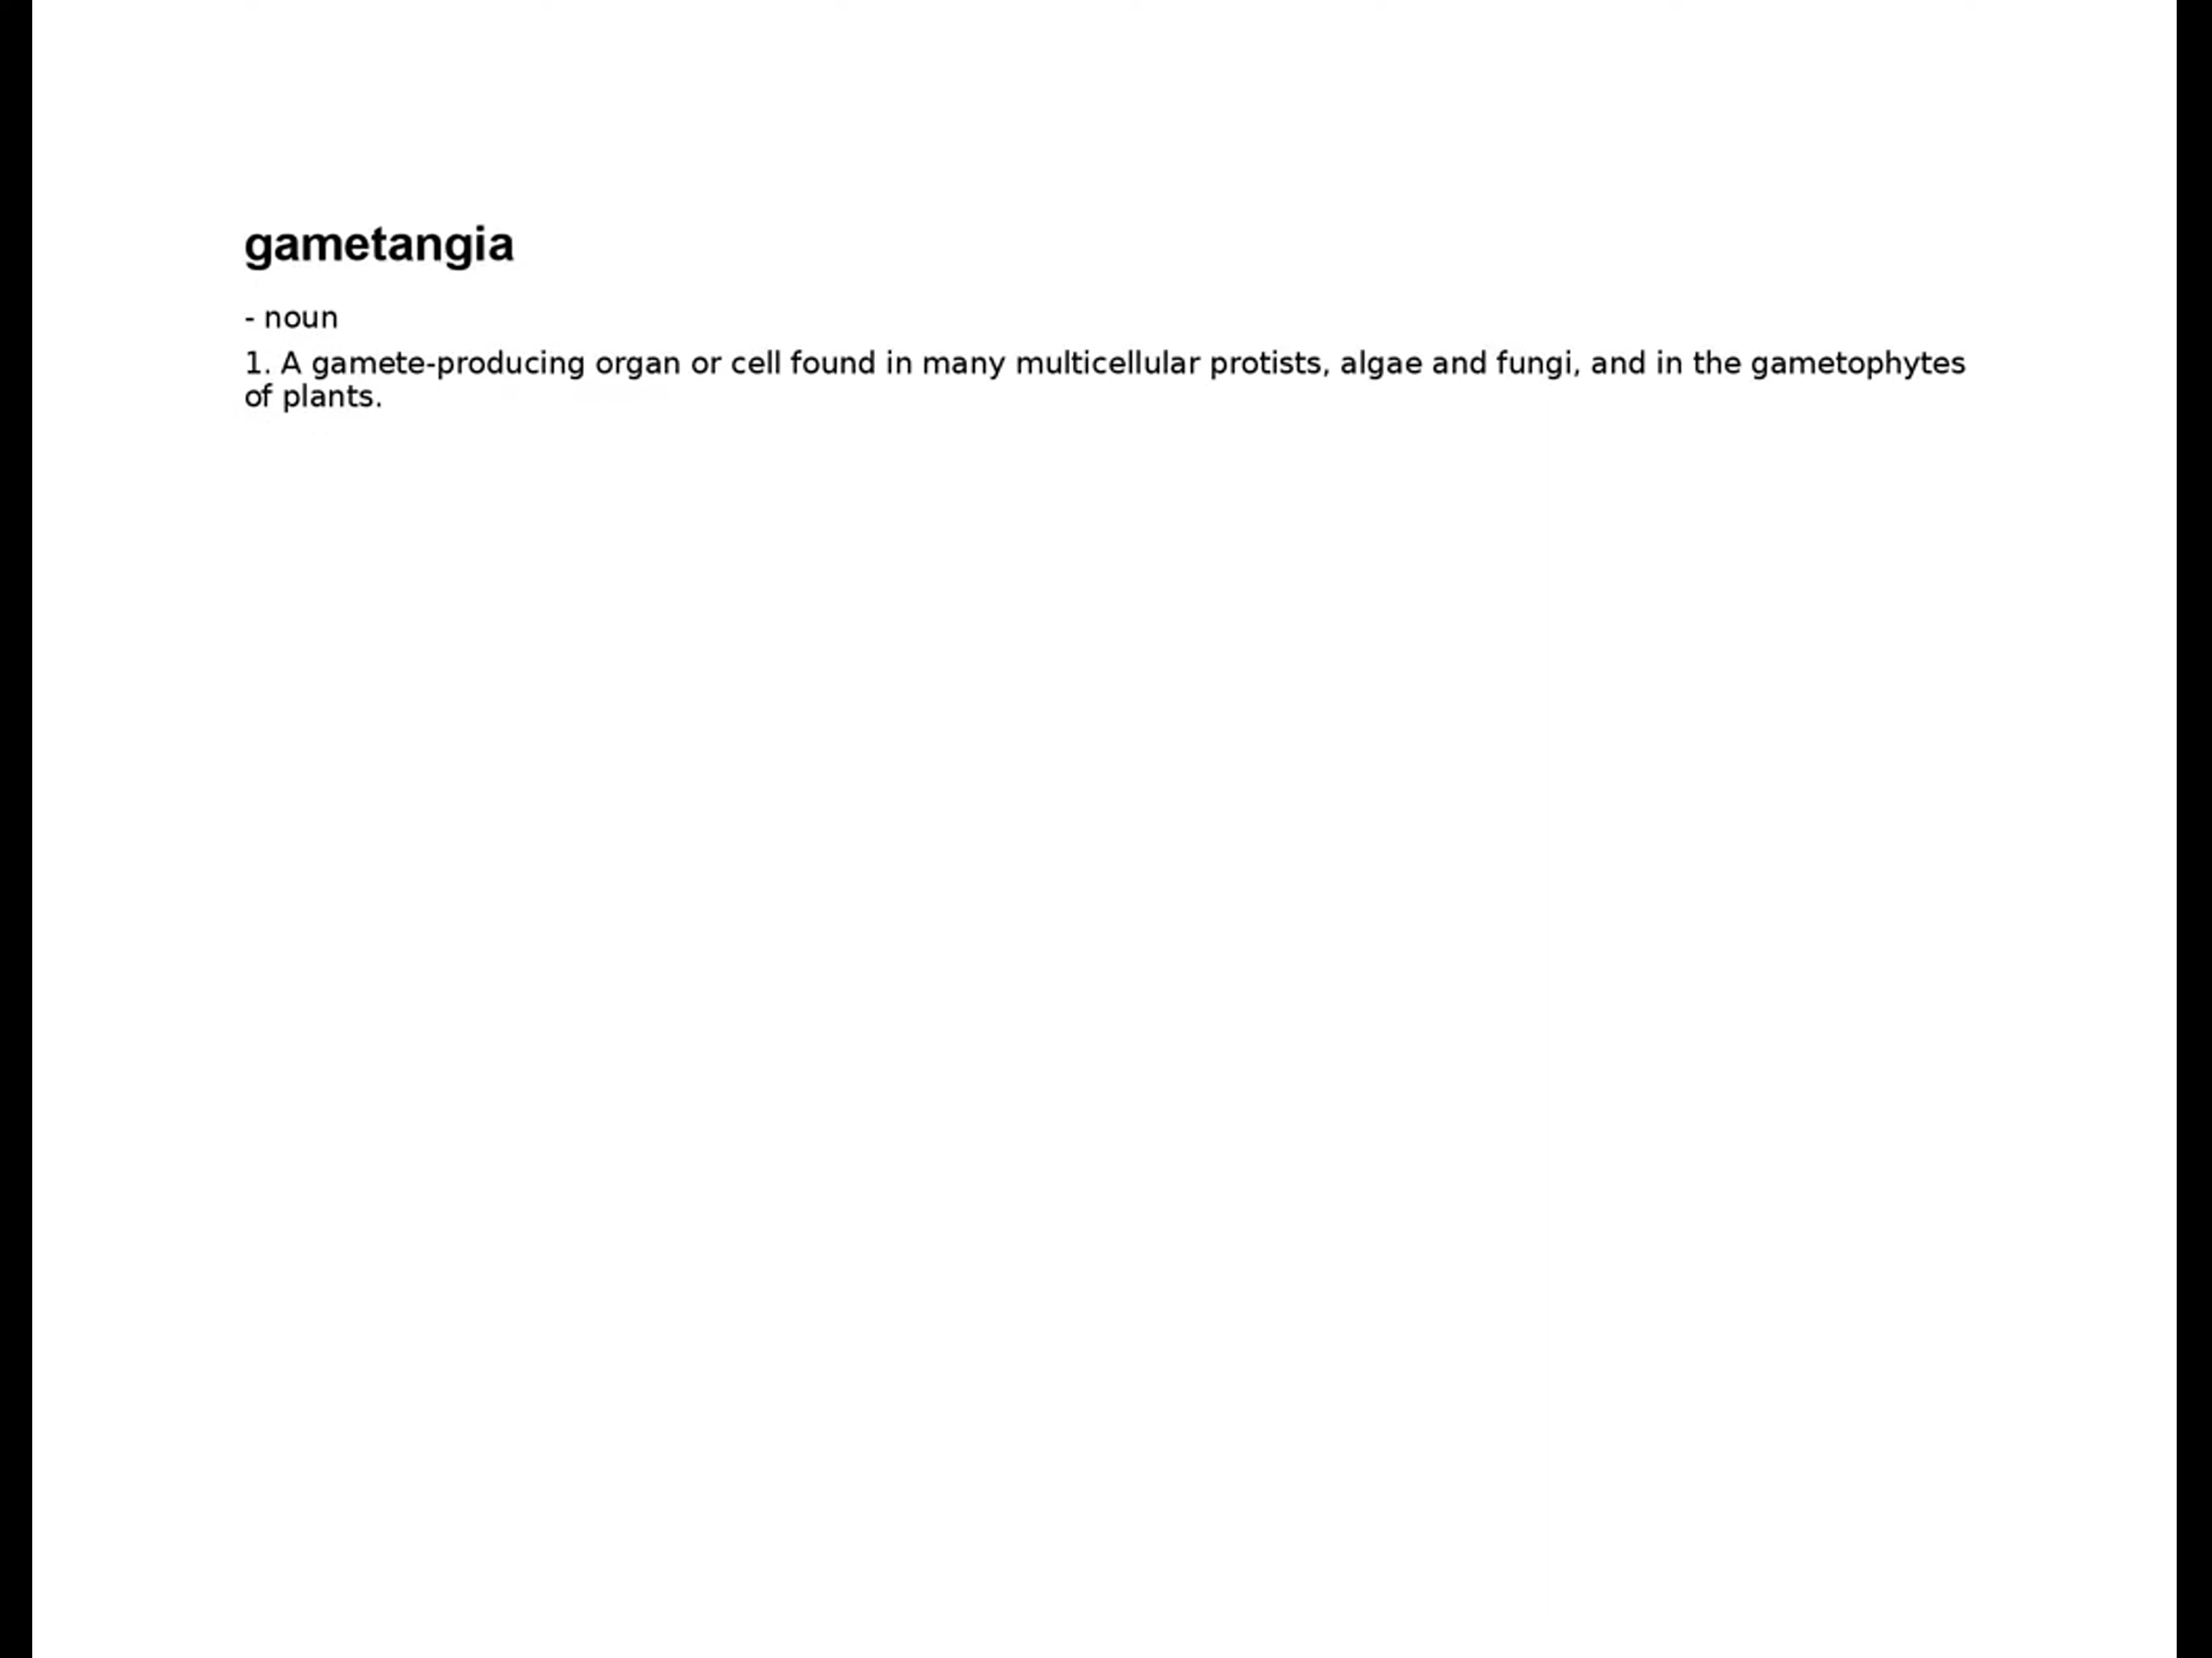 gametangia
- noun
1. A gamete-producing organ or cell found in many multicellular protists, algae and fungi, and in the gametophytes
of plants.